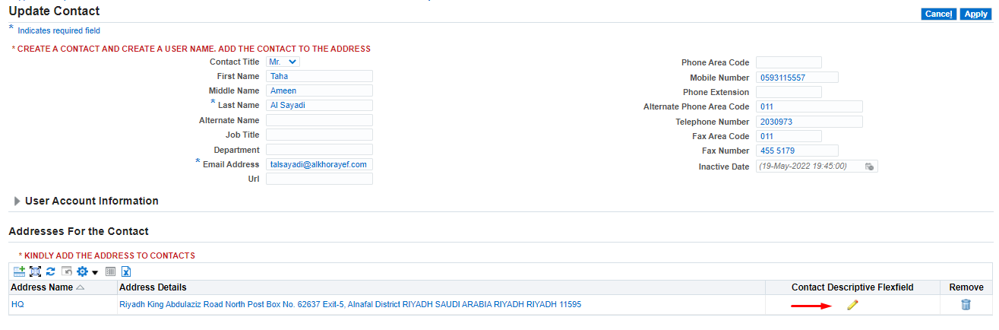 Update Contact
Cancel Apply
* Indicates required field
* CREATE A CONTACT AND CREATE A USER NAME. ADD THE CONTACT TO THE ADDRESS
Contact Title Mr.
First Name Taha
Middle Name Ameen
* Last Name Al Sayadi
Alternate Name
Job Title
Department
* Email Address talsayadi@alkhorayef.com
Url
Phone Area Code
Mobile Number 0593115557
Phone Extension
Alternate Phone Area Code 011
Telephone Number 2030973
Fax Area Code 011
Fax Number 455 5179
Inactive Date (19-May-2022 19:45:00)
User Account Information
Addresses For the Contact
* KINDLY ADD THE ADDRESS TO CONTACTS
Address Name Address Details Contact Descriptive Flexfield Remove
HQ Riyadh King Abdulaziz Road North Post Box No. 62637 Exit-5, Alnafal District RIYADH SAUDI ARABIA RIYADH RIYADH 11595